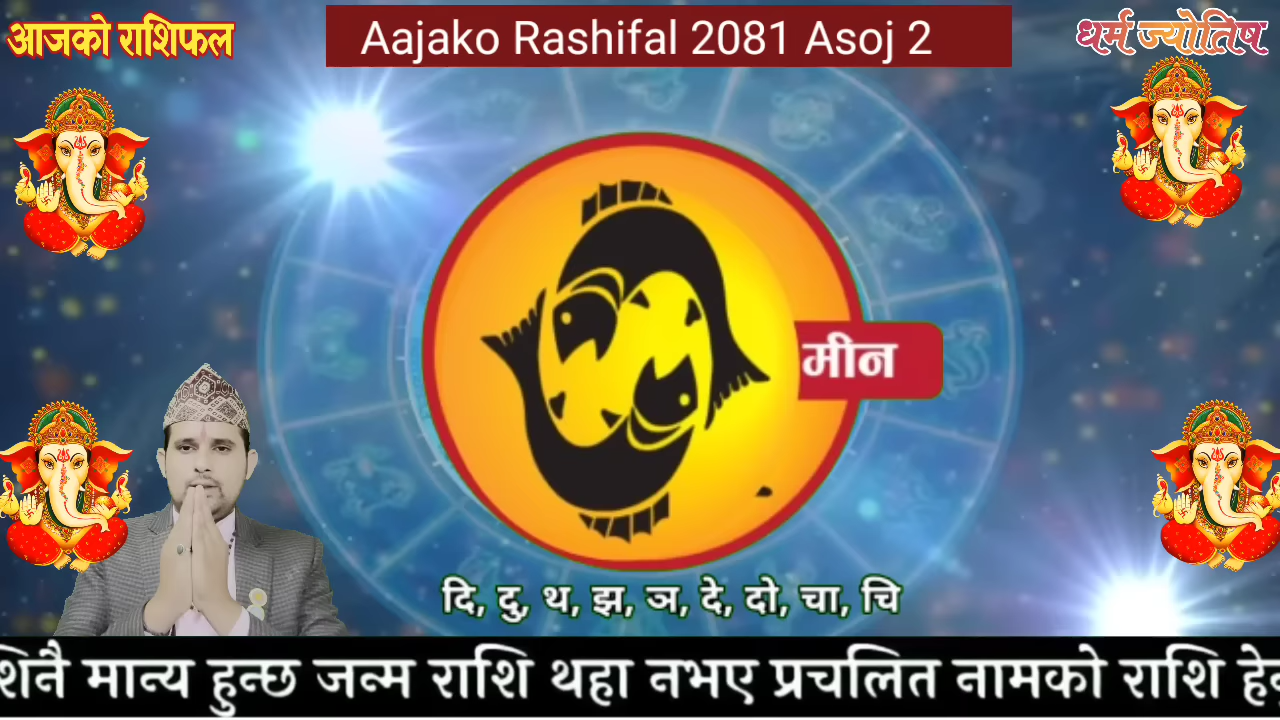 आजको राशिफल
Aajako Rashifal 2081 Asoj 2
धर्म ज्योतिष
मीन
दि, दु, थ, झ, ञ, दे, दो, चा, चि
मान्य हुन्छ जन्म राशि थहा नभए प्रचलित नामको राशि